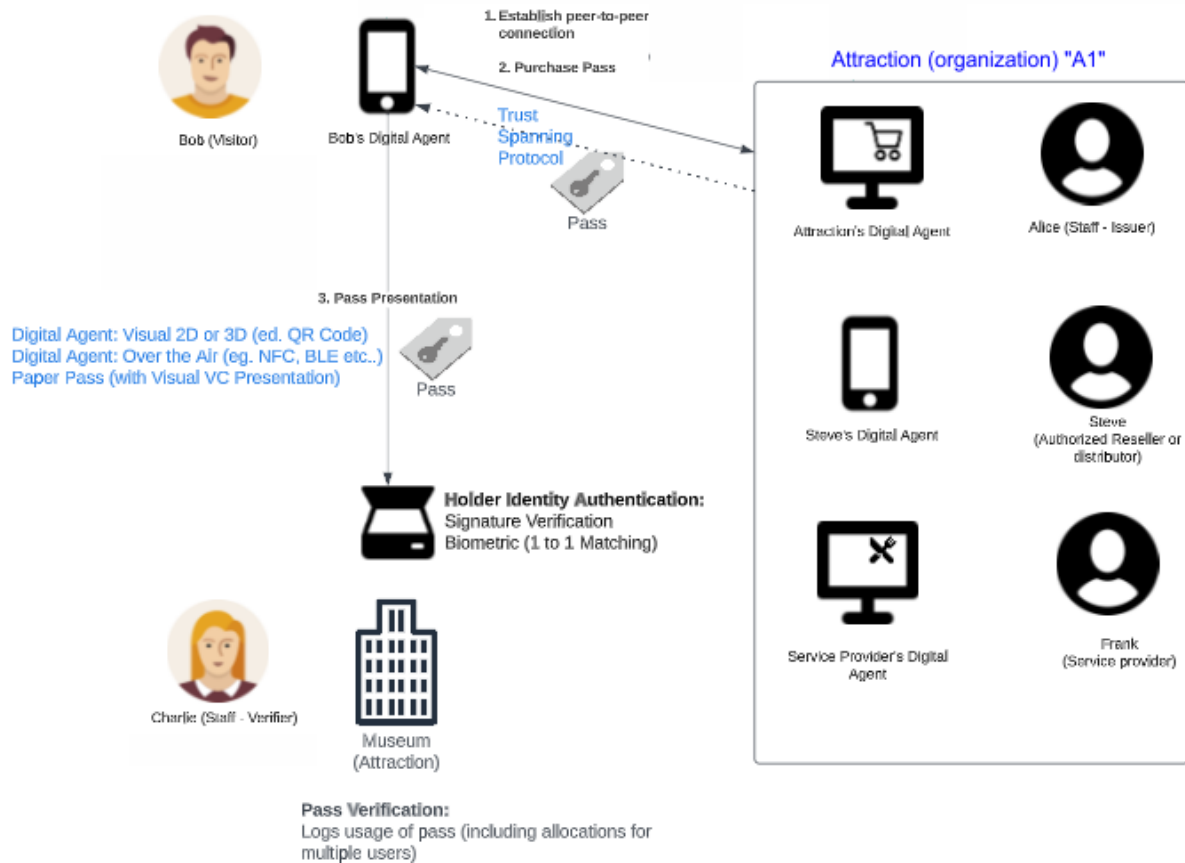 1. Establish peer-to-peer
connection
2. Purchase Pass
Attraction (organization) "A1"
Trust
Spanning
Protocol
Bob (Visitor)
Bob's Digital Agent
Pass
Attraction's Digital Agent
Alice (Staff - Issuer)
3. Pass Presentation
Digital Agent: Visual 2D or 3D (ed. QR Code)
Digital Agent: Over the Air (eg. NFC, BLE etc..)
Paper Pass (with Visual VC Presentation)
Pass
Steve's Digital Agent
Steve
(Authorized Reseller or
distributor)
Holder Identity Authentication:
Signature Verification
Biometric (1 to 1 Matching)
Service Provider's Digital
Agent
Frank
(Service provider)
Charlie (Staff - Verifier)
Museum
(Attraction)
Pass Verification:
Logs usage of pass (including allocations for
multiple users)